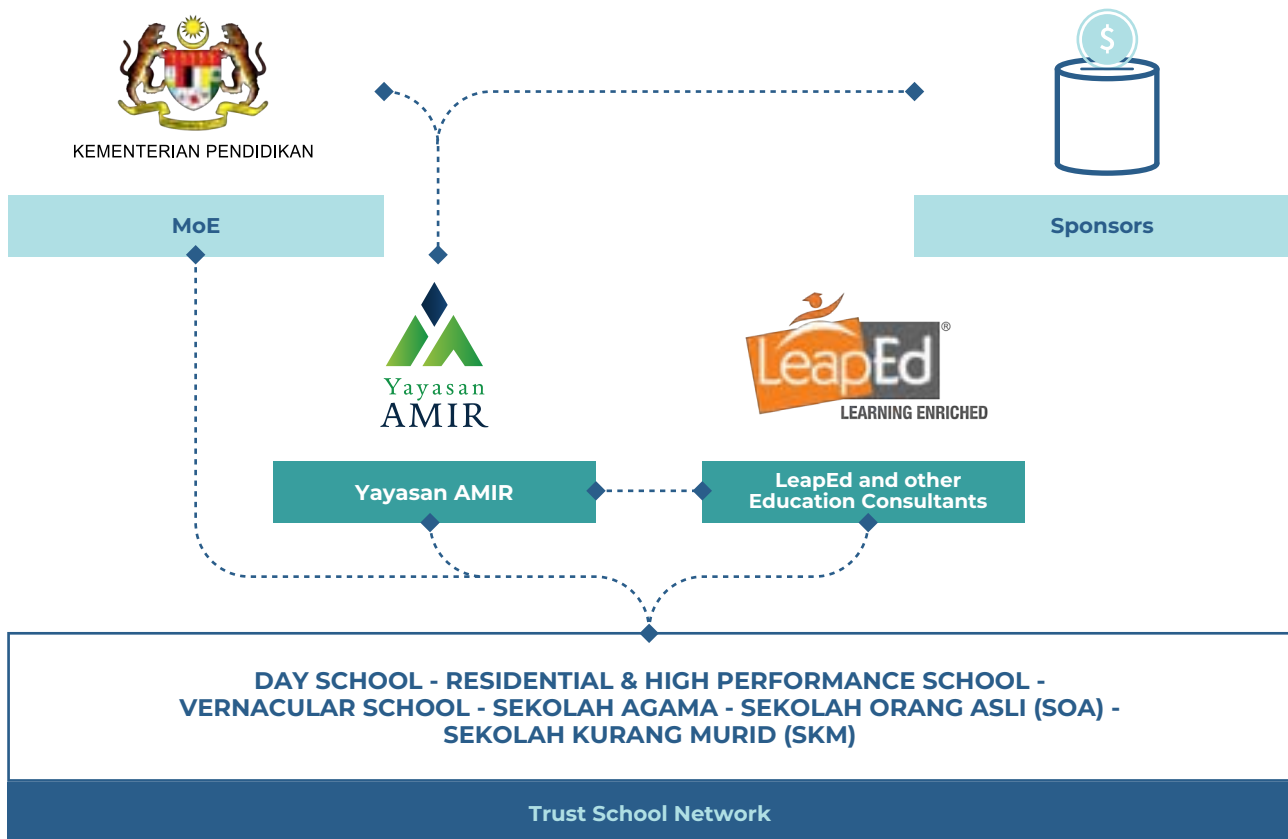 $
KEMENTERIAN PENDIDIKAN
MoE
Sponsors
Yayasan
AMIR
LeapEd
®
LEARNING ENRICHED
Yayasan AMIR
LeapEd and other
Education Consultants
DAY SCHOOL - RESIDENTIAL & HIGH PERFORMANCE SCHOOL -
VERNACULAR SCHOOL - SEKOLAH AGAMA - SEKOLAH ORANG ASLI (SOA) -
SEKOLAH KURANG MURID (SKM)
Trust School Network